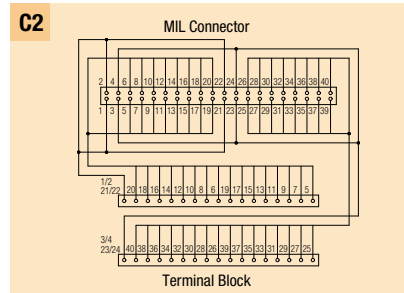 C2
MIL Connector
2 4 6 8 10 12 14 16 18 20 22 24 26 28 30 32 34 36 38 40
1 3 5 7 9 11 13 15 17 19 21 23 25 27 29 31 33 35 37 39
1/2
21/22 20 18 16 14 12 10 8 6 19 17 15 13 11 9 7 5
3/4
23/24 40 38 36 34 32 30 28 26 39 37 35 33 31 29 27 25
Terminal Block